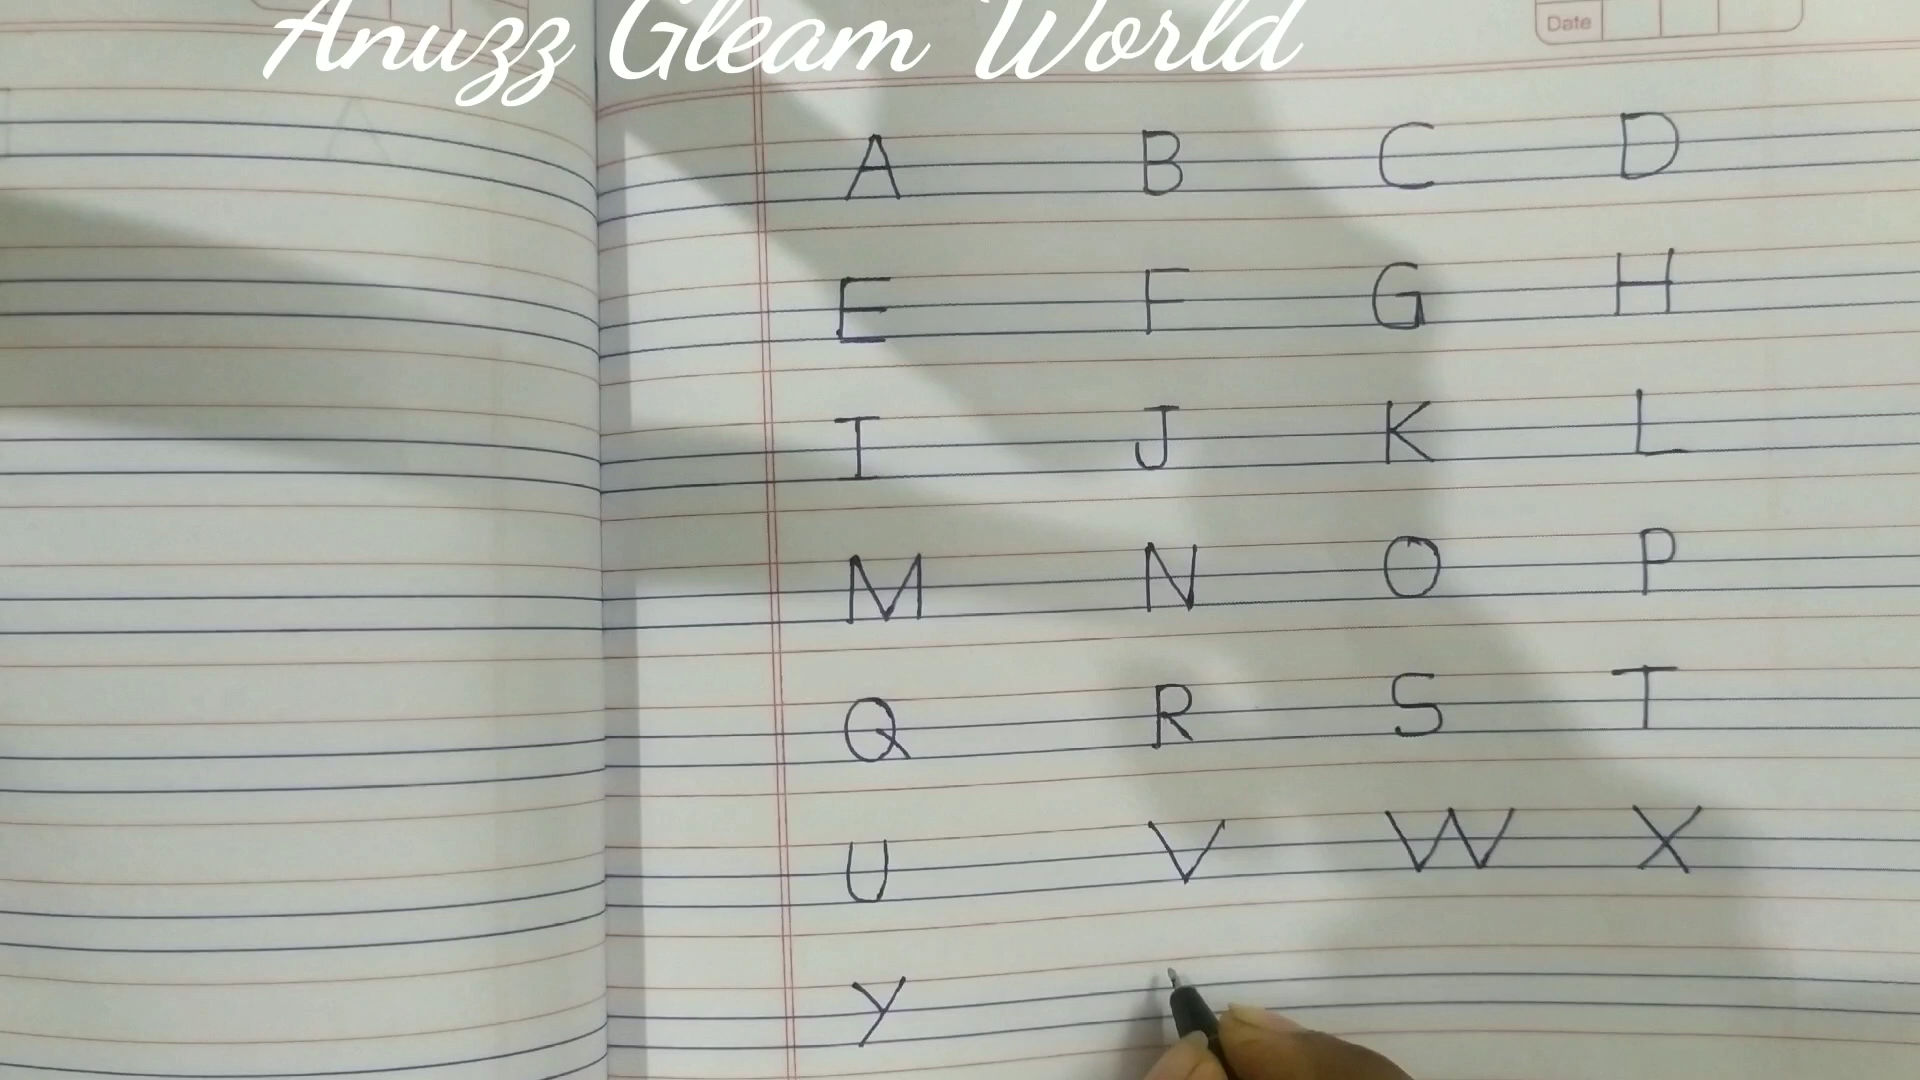 Anuzz Gleam World
Date
A B C D
E F G H
I J K L
M N O P
Q R S T
U V W X
Y